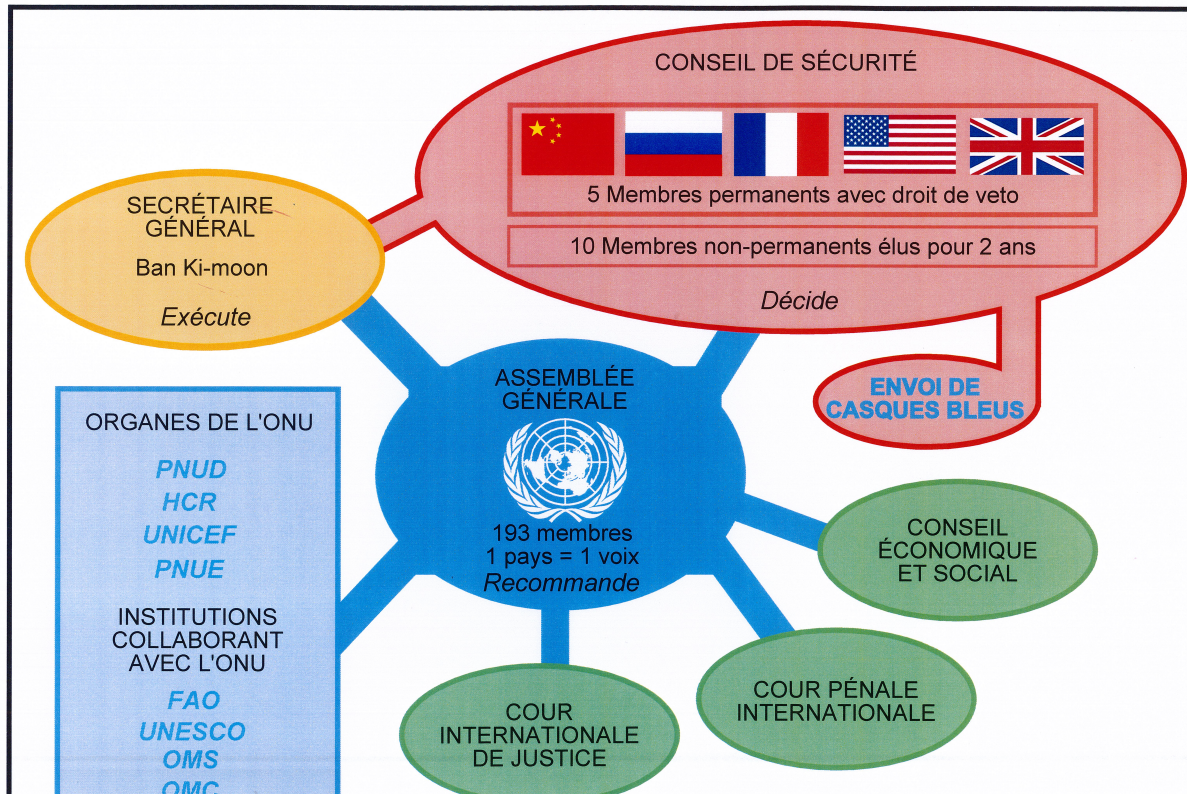 CONSEIL DE SÉCURITÉ
5 Membres permanents avec droit de veto
10 Membres non-permanents élus pour 2 ans
Décide
SECRÉTAIRE
GÉNÉRAL
Ban Ki-moon
Exécute
ENVOI DE
CASQUES BLEUS
ASSEMBLÉE
GÉNÉRALE
193 membres
1 pays = 1 voix
Recommande
ORGANES DE L'ONU
PNUD
HCR
UNICEF
PNUE
INSTITUTIONS
COLLABORANT
AVEC L'ONU
FAO
UNESCO
OMS
OMC
CONSEIL
ÉCONOMIQUE
ET SOCIAL
COUR PÉNALE
INTERNATIONALE
COUR
INTERNATIONALE
DE JUSTICE